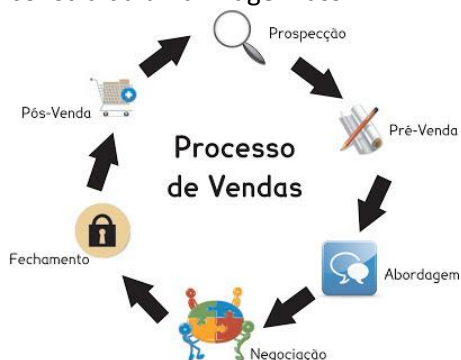 Prospecção
Pré-Venda
Abordagem
Negociação
Fechamento
Pós-Venda
Processo
de Vendas